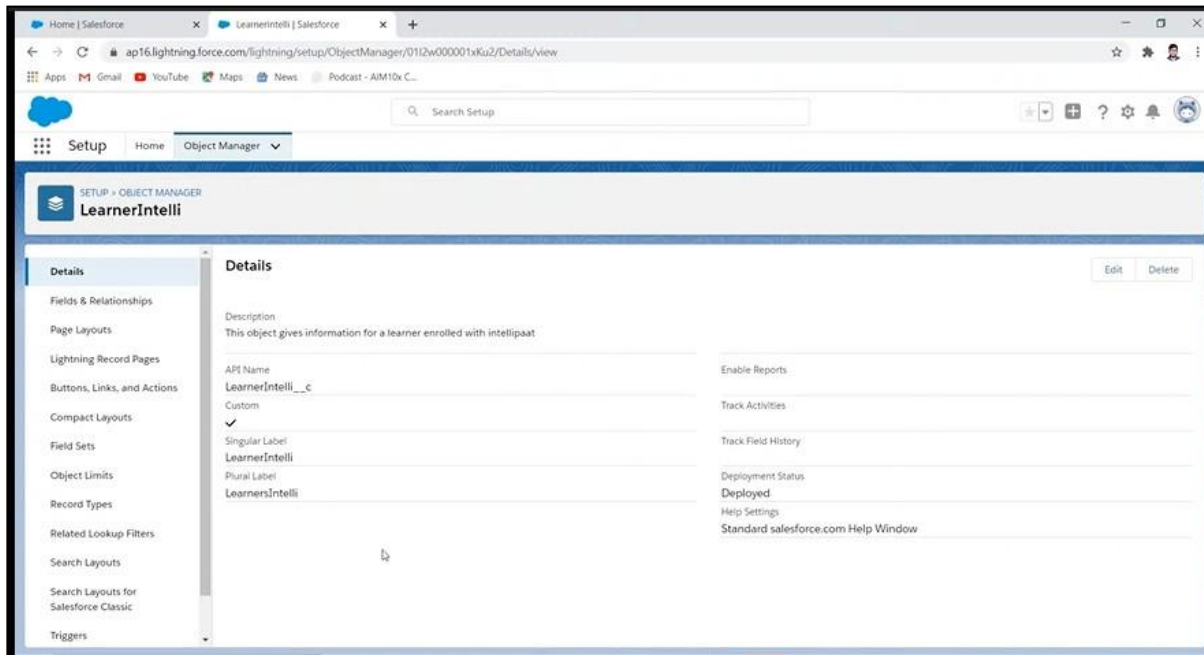 Home | Salesforce
LearnerIntelli | Salesforce
ap16.lightning.force.com/lightning/setup/ObjectManager/01I2w000001xKu2/Details/view
Apps Gmail YouTube Maps News Podcast - AIM10x C...
Search Setup
Setup Home Object Manager
SETUP > OBJECT MANAGER
LearnerIntelli
Details
Fields & Relationships
Page Layouts
Lightning Record Pages
Buttons, Links, and Actions
Compact Layouts
Field Sets
Object Limits
Record Types
Related Lookup Filters
Search Layouts
Search Layouts for
Salesforce Classic
Triggers
Details
Edit Delete
Description
This object gives information for a learner enrolled with intellipaat
API Name
LearnerIntelli__c
Custom
Singular Label
LearnerIntelli
Plural Label
LearnersIntelli
Enable Reports
Track Activities
Track Field History
Deployment Status
Deployed
Help Settings
Standard salesforce.com Help Window